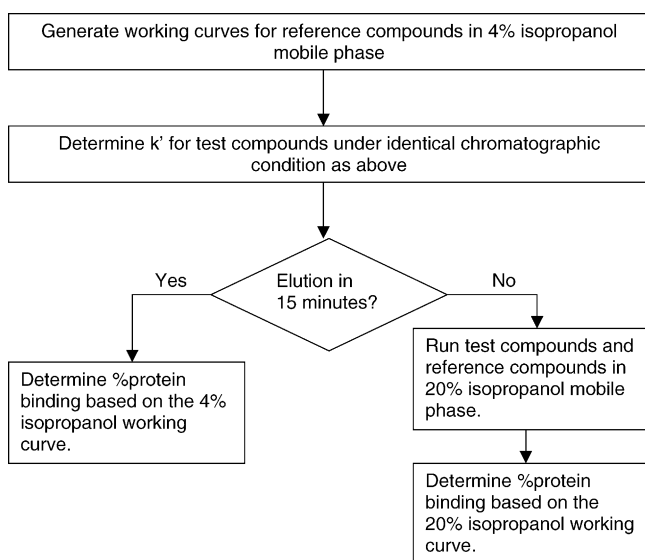 Generate working curves for reference compounds in 4% isopropanol
mobile phase
Determine k' for test compounds under identical chromatographic
condition as above
Elution in
15 minutes?
Yes
No
Determine %protein
binding based on the 4%
isopropanol working
curve.
Run test compounds and
reference compounds in
20% isopropanol mobile
phase.
Determine %protein
binding based on the
20% isopropanol working
curve.